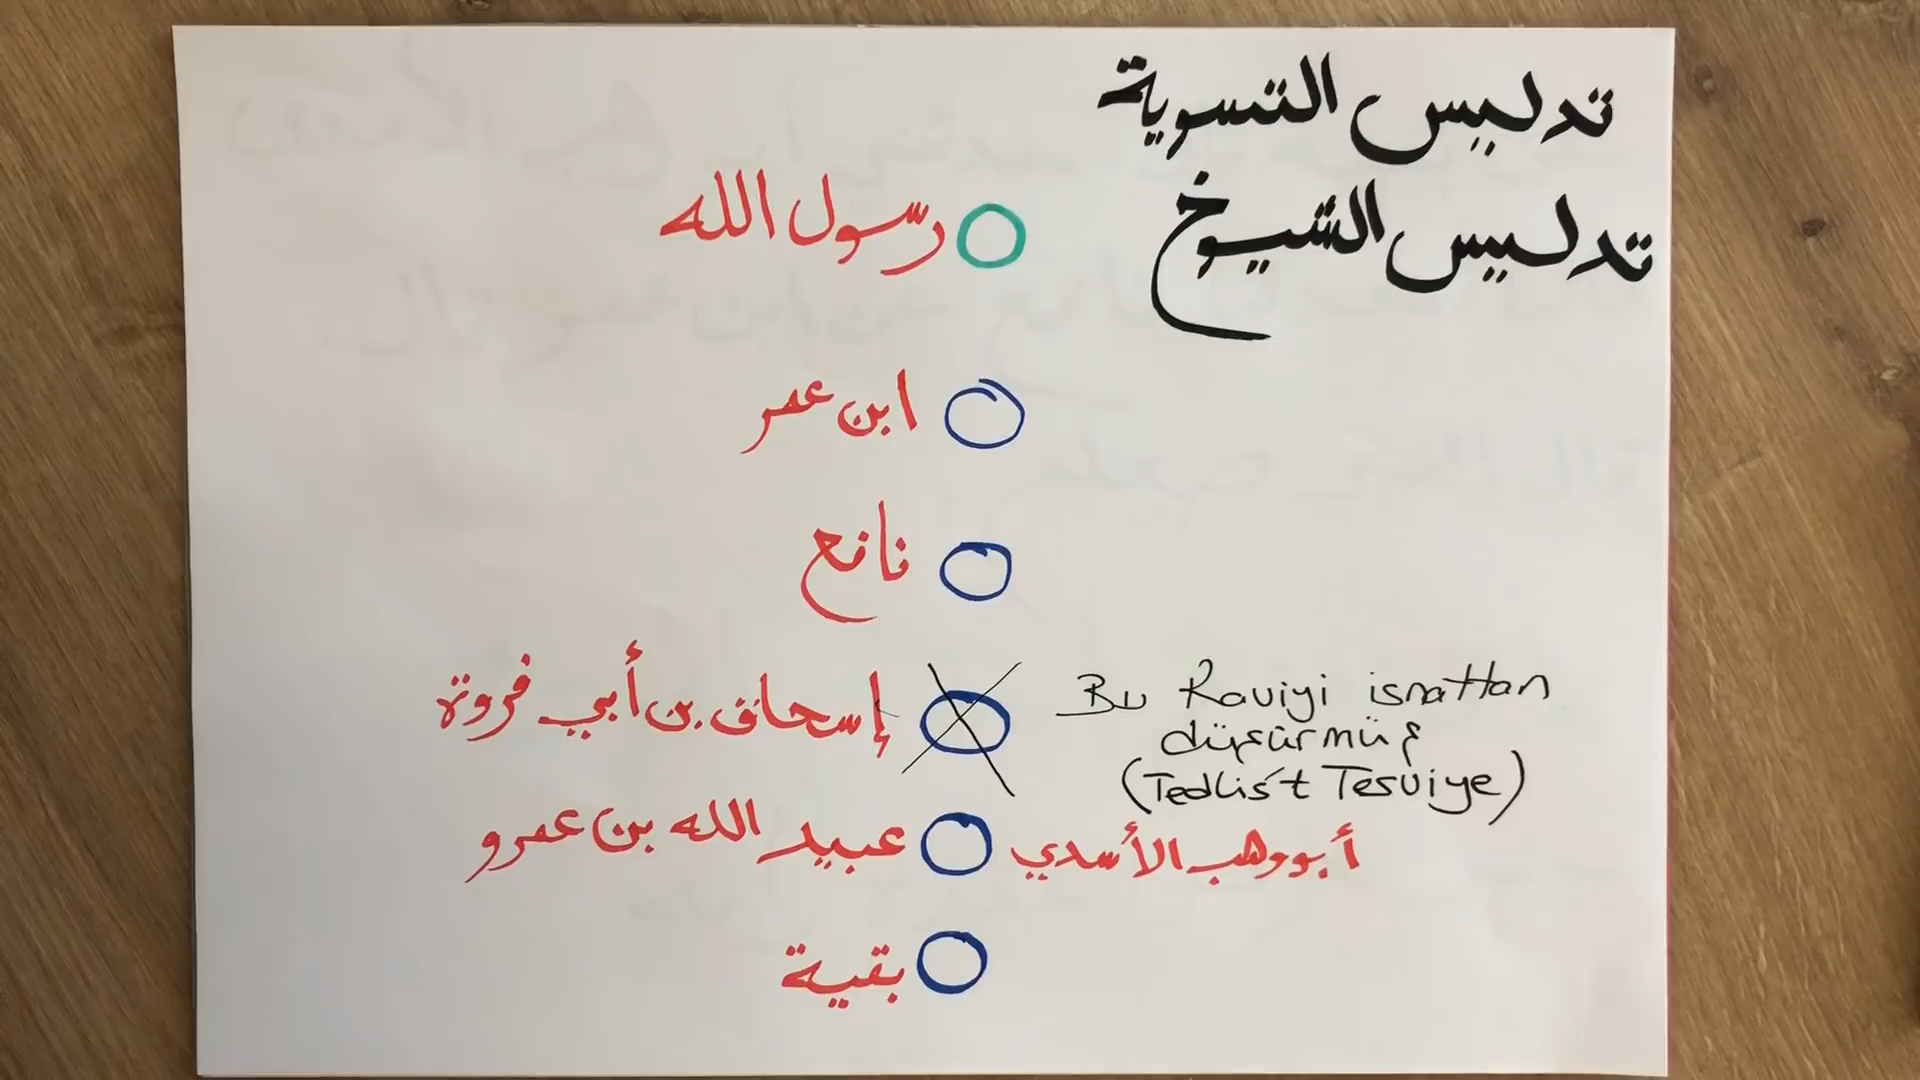 تدليس التسوية
تدليس الشيوخ
رسول الله
ابن عمر
نافع
إسحاق بن أبي فروة
Bu Raviyi isnattan
düşürmüş
(Tedlis't Tesviye)
أبو وهب الأسدي
عبيد الله بن عمرو
بقية